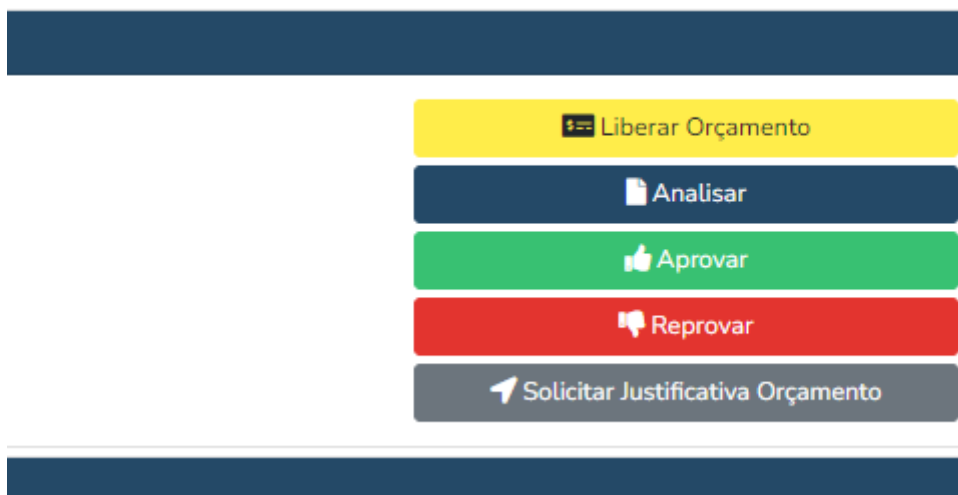 Liberar Orçamento
Analisar
Aprovar
Reprovar
Solicitar Justificativa Orçamento